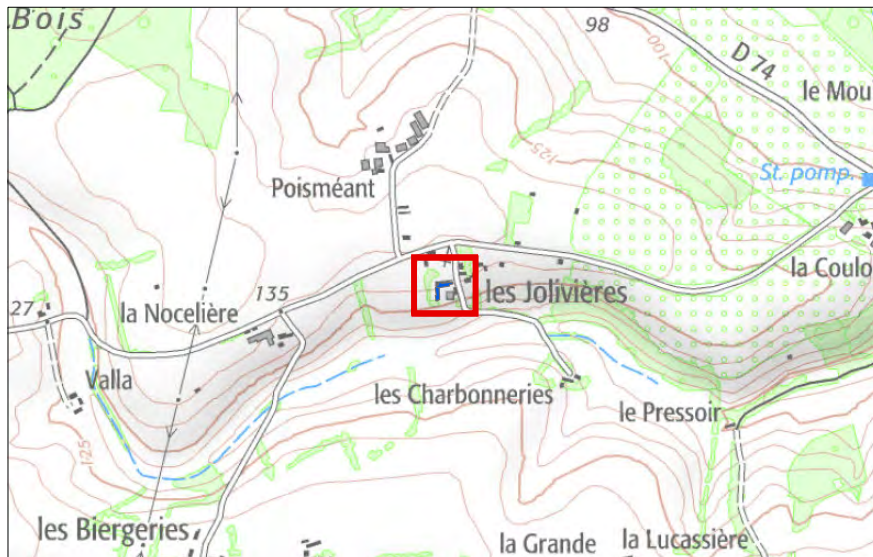 Bois
98
D 74
le Mou
100
125
St. pomp.
Poisméant
la Coulo
135
les Jolivières
27
la Nocelière
Valla
les Charbonneries
le Pressoir
125
les Biergeries
la Grande
la Lucassière